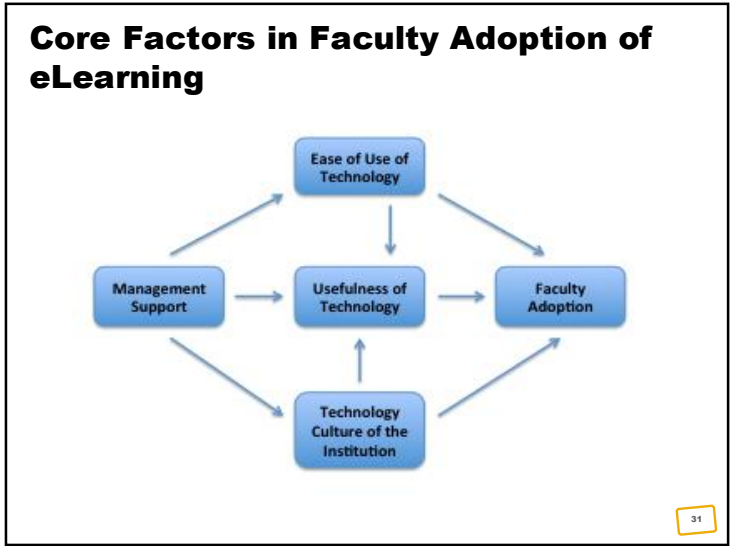 Core Factors in Faculty Adoption of
eLearning
Ease of Use of
Technology
Management
Support
Usefulness of
Technology
Faculty
Adoption
Technology
Culture of the
Institution
31